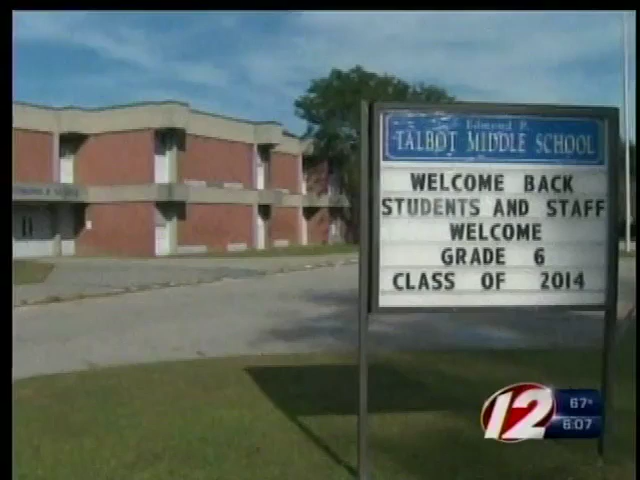 Edmond P.
TALBOT MIDDLE SCHOOL
WELCOME BACK
STUDENTS AND STAFF
WELCOME
GRADE 6
CLASS OF 2014
12
67°
6:07